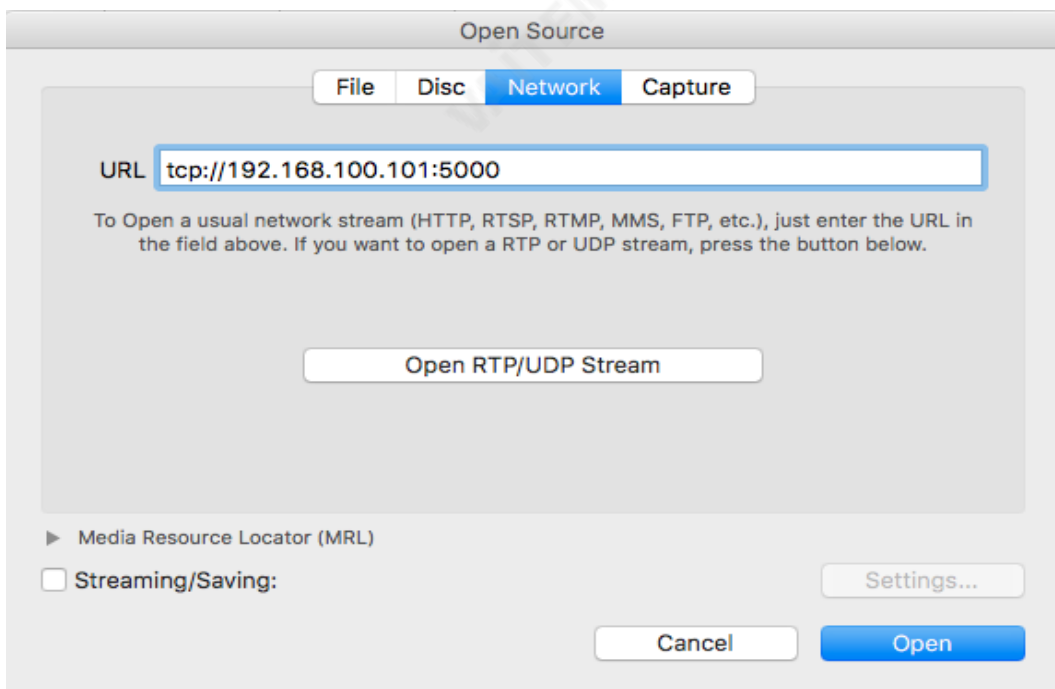 Open Source
File Disc Network Capture
URL tcp://192.168.100.101:5000
To Open a usual network stream (HTTP, RTSP, RTMP, MMS, FTP, etc.), just enter the URL in
the field above. If you want to open a RTP or UDP stream, press the button below.
Open RTP/UDP Stream
Media Resource Locator (MRL)
Streaming/Saving:
Settings...
Cancel Open